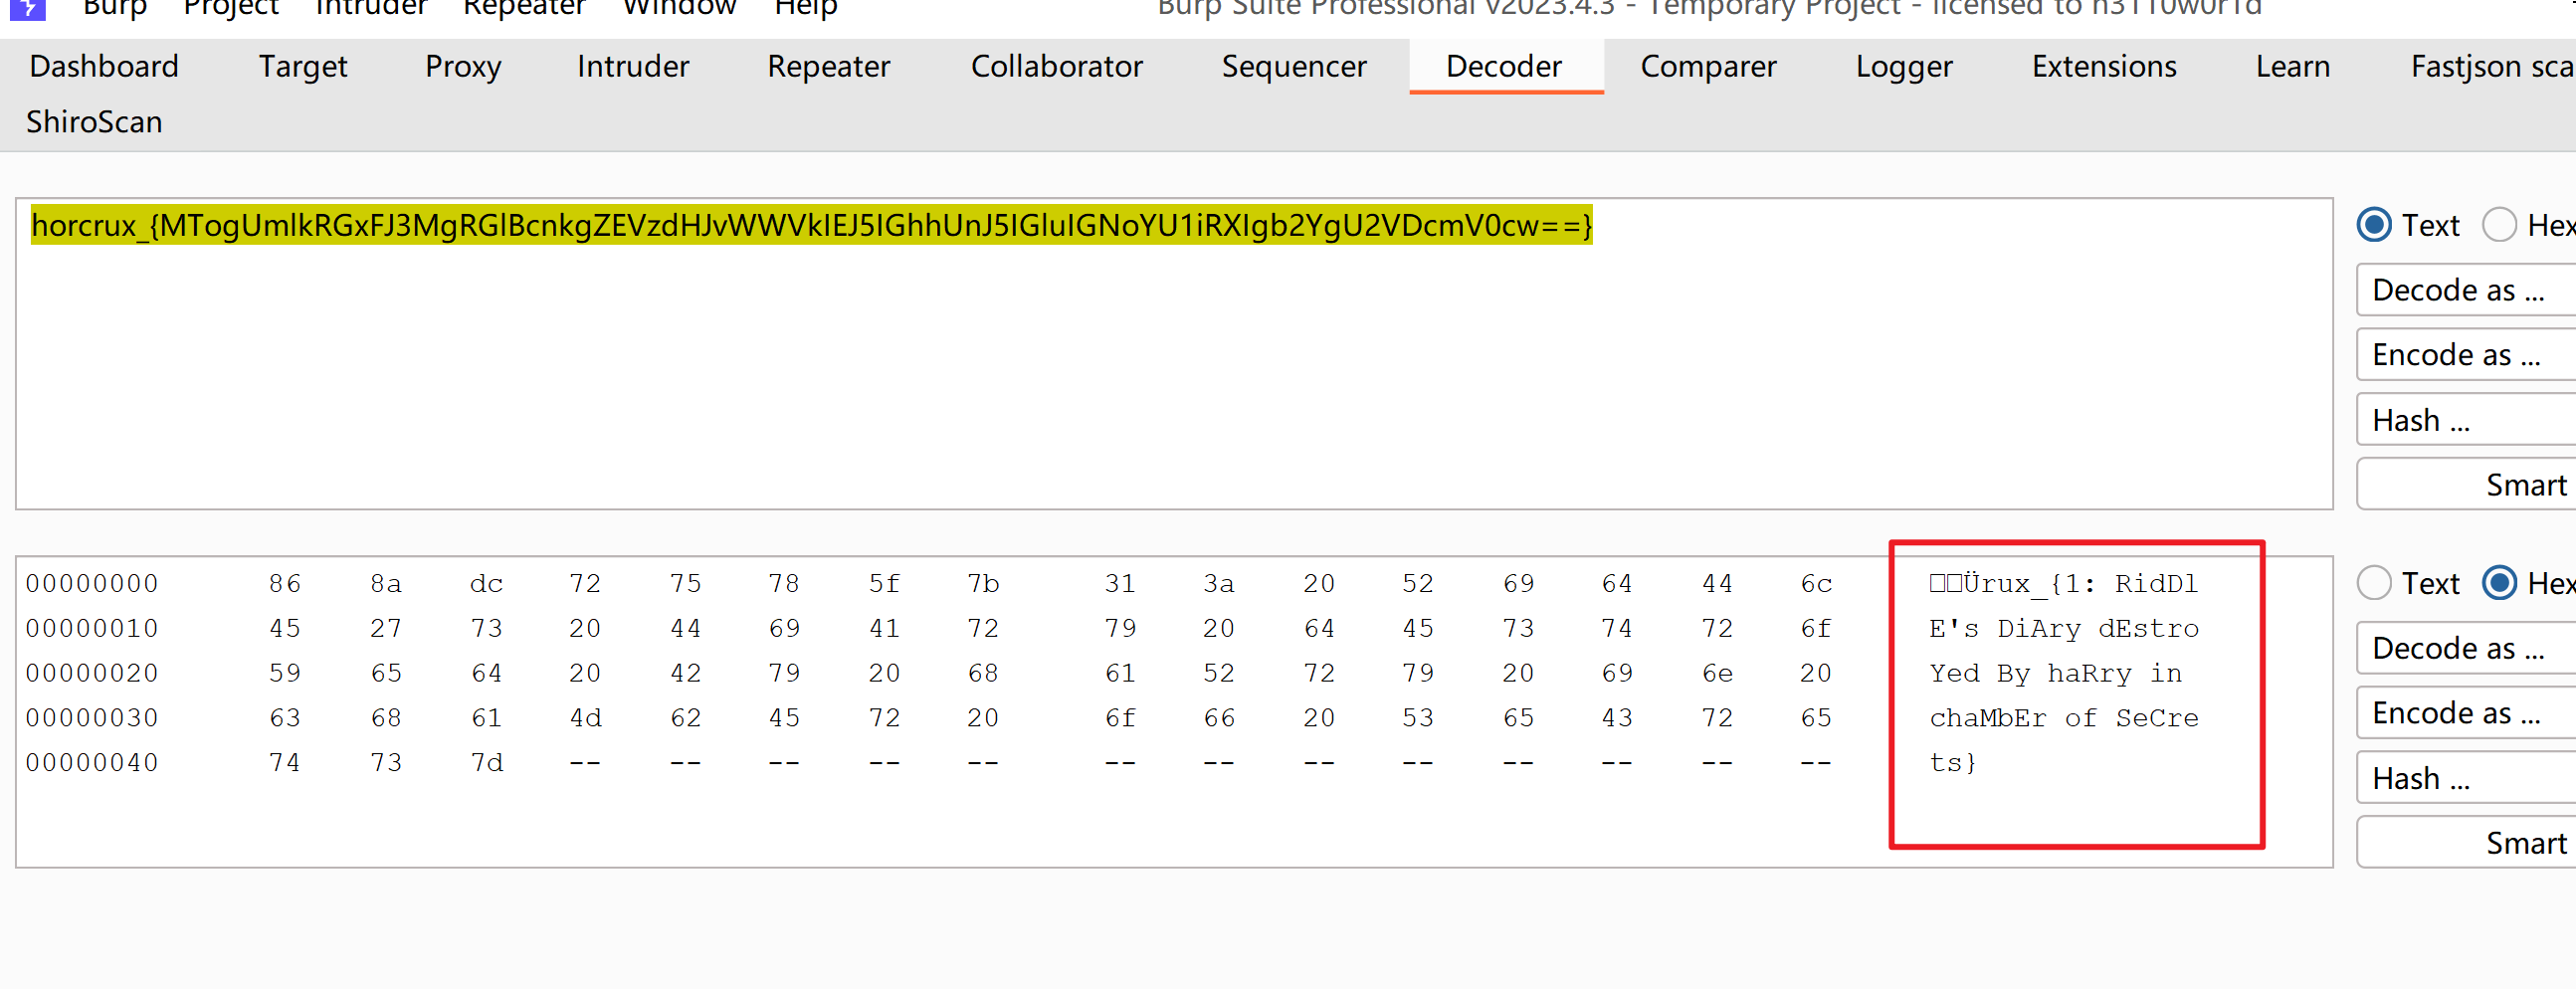 Burp Project Intruder Repeater Window Help Burp Suite Professional v2023.4.3 - Temporary Project - licensed to h3110w0r1d
Dashboard Target Proxy Intruder Repeater Collaborator Sequencer Decoder Comparer Logger Extensions Learn Fastjson sca
ShiroScan
horcrux_{MTogUmlkRGxFJ3MgRGlBcnkgZEVzdHJvWWVkIEJ5IGhhUnJ5IGluIGNoYU1iRXIgb2YgU2VDcmV0cw==}
Text Hex
Decode as ...
Encode as ...
Hash ...
Smart
00000000 86 8a dc 72 75 78 5f 7b 31 3a 20 52 69 64 44 6c □□Ürux_{1: RidDl
00000010 45 27 73 20 44 69 41 72 79 20 64 45 73 74 72 6f E's DiAry dEstro
00000020 59 65 64 20 42 79 20 68 61 52 72 79 20 69 6e 20 Yed By haRry in
00000030 63 68 61 4d 62 45 72 20 6f 66 20 53 65 43 72 65 chaMbEr of SeCre
00000040 74 73 7d -- -- -- -- -- -- -- -- -- -- -- -- -- ts}
Text Hex
Decode as ...
Encode as ...
Hash ...
Smart